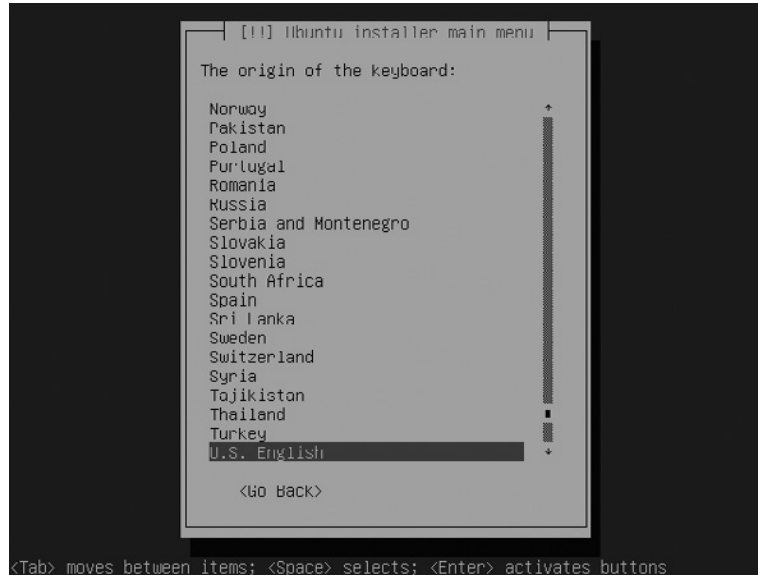 [!!] Ubuntu installer main menu
The origin of the keyboard:
Norway
Pakistan
Poland
Portugal
Romania
Russia
Serbia and Montenegro
Slovakia
Slovenia
South Africa
Spain
Sri Lanka
Sweden
Switzerland
Syria
Tajikistan
Thailand
Turkey
U.S. English
<Go Back>
<Tab> moves between items; <Space> selects; <Enter> activates buttons